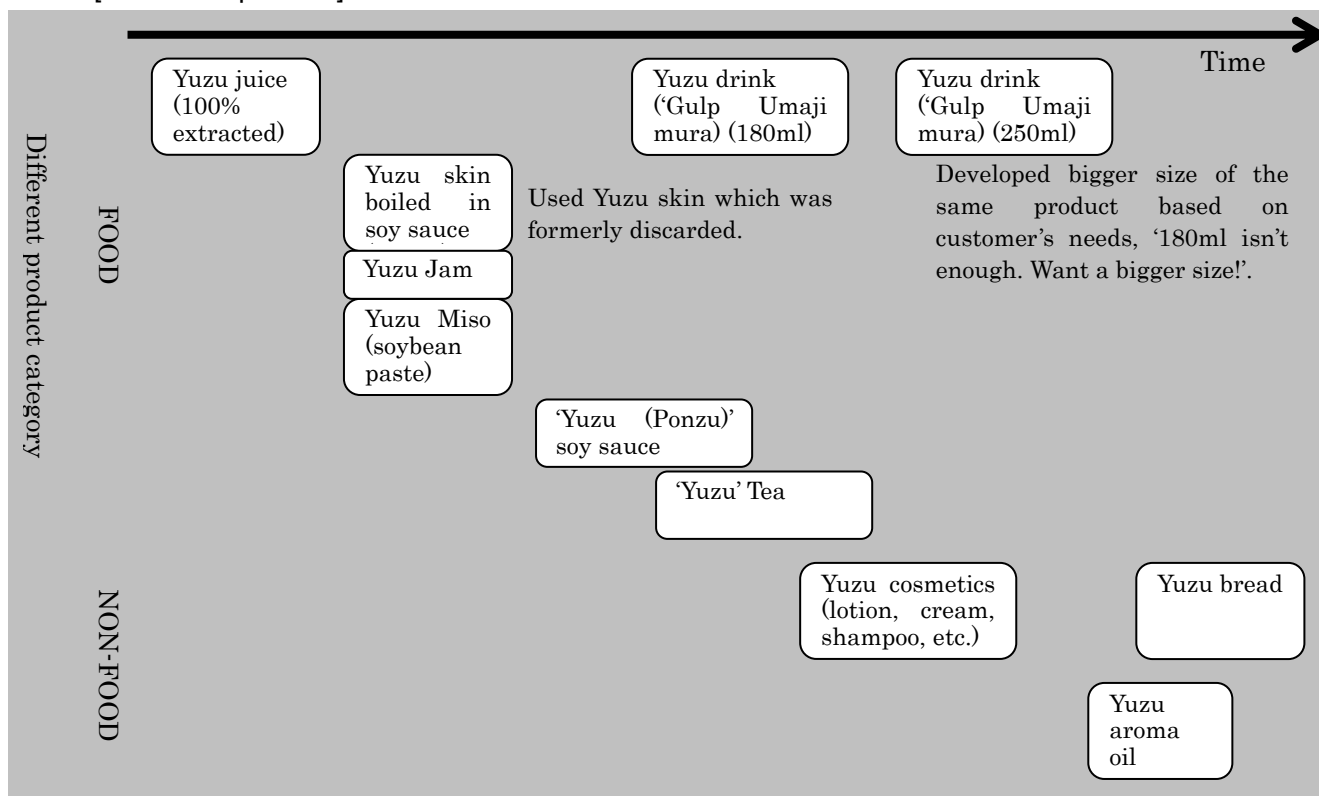 Time
Yuzu juice
(100%
extracted)
Yuzu drink
('Gulp Umaji
mura) (180ml)
Yuzu drink
('Gulp Umaji
mura) (250ml)
Different product category
FOOD
Yuzu skin
boiled in
soy sauce
Used Yuzu skin which was
formerly discarded.
Developed bigger size of the
same product based on
customer's needs, '180ml isn't
enough. Want a bigger size!'.
Yuzu Jam
Yuzu Miso
(soybean
paste)
'Yuzu (Ponzu)'
soy sauce
'Yuzu' Tea
NON-FOOD
Yuzu cosmetics
(lotion, cream,
shampoo, etc.)
Yuzu bread
Yuzu
aroma
oil